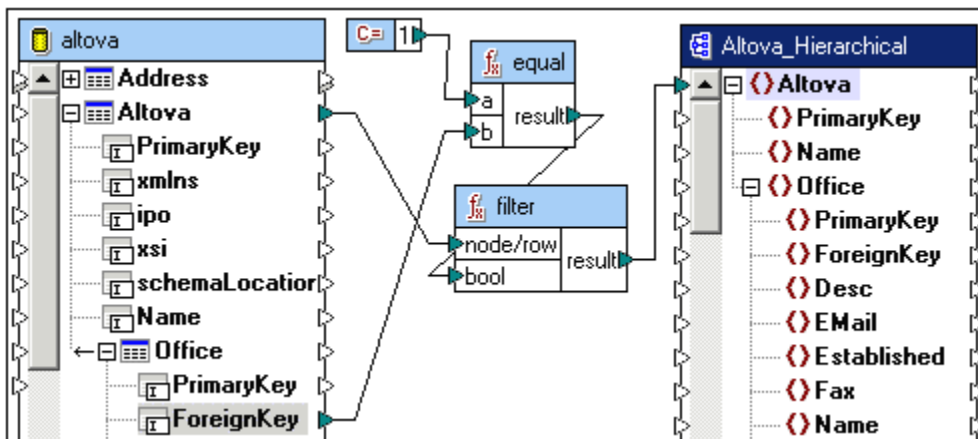 altova
Address
Altova
PrimaryKey
xmlns
ipo
xsi
schemaLocation
Name
Office
PrimaryKey
ForeignKey
C= 1
equal
a
b
result
filter
node/row
bool
result
Altova_Hierarchical
Altova
PrimaryKey
Name
Office
PrimaryKey
ForeignKey
Desc
EMail
Established
Fax
Name